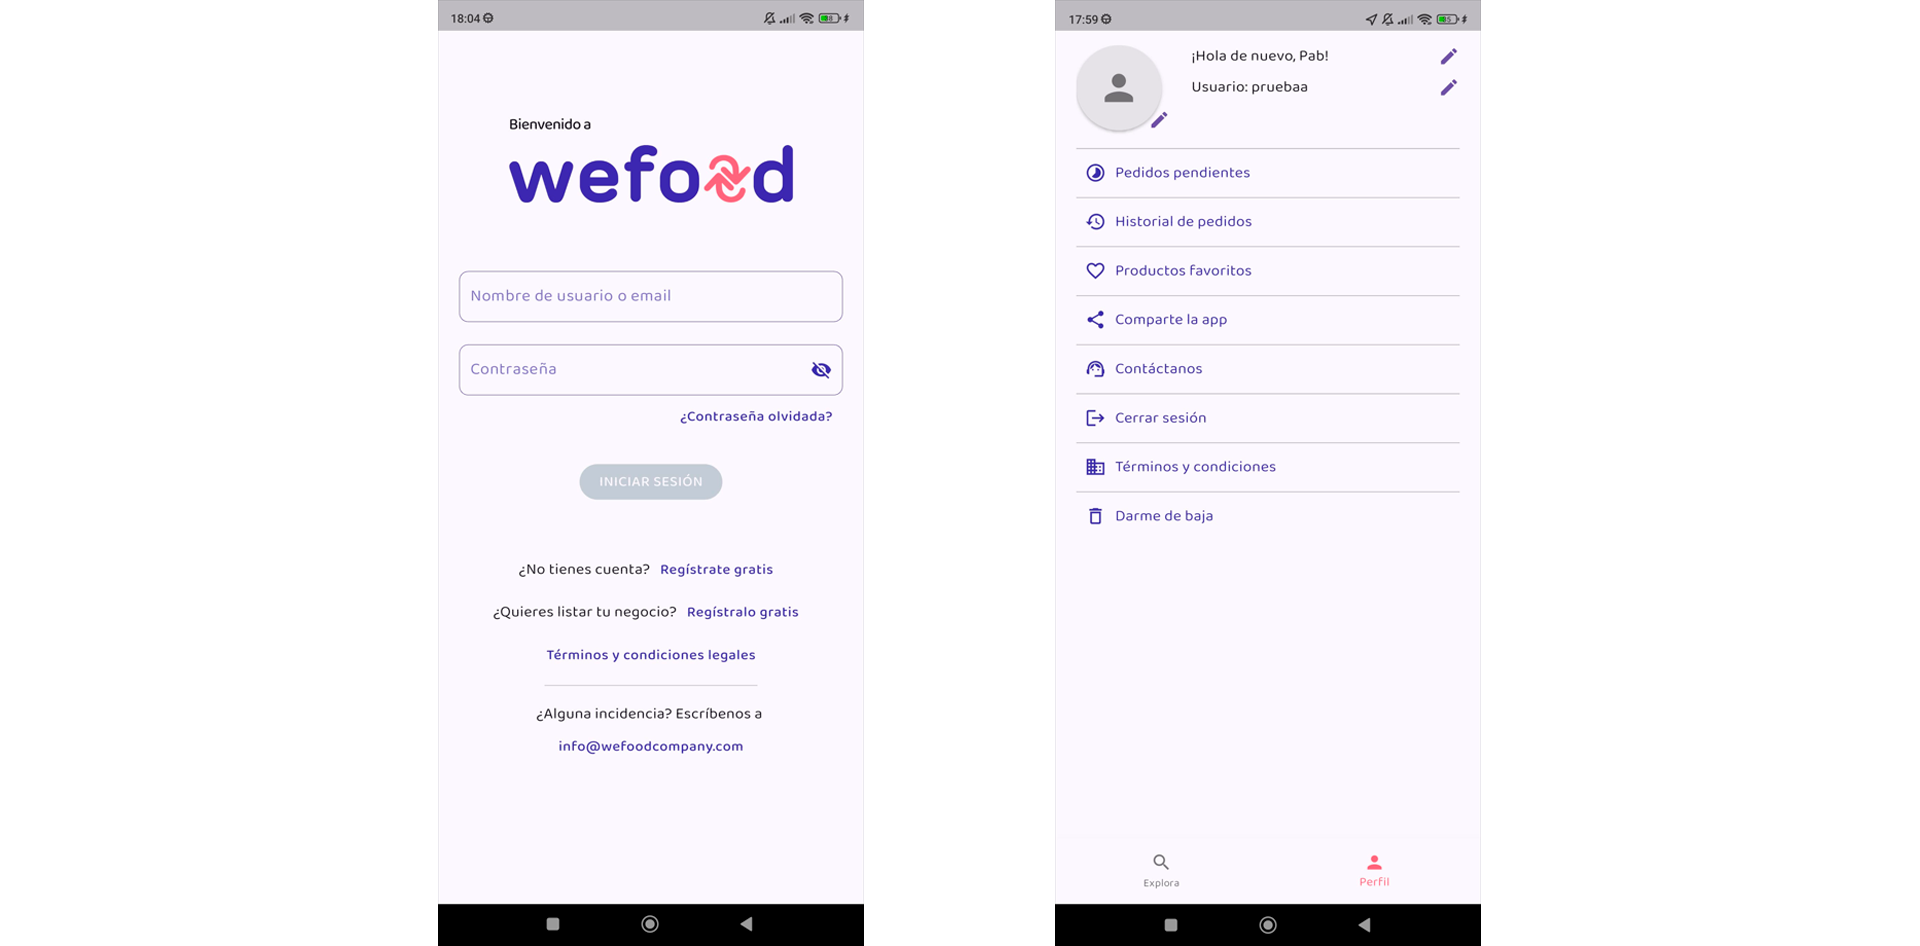 18:04
8
Bienvenido a
wefood
Nombre de usuario o email
Contraseña
¿Contraseña olvidada?
INICIAR SESIÓN
¿No tienes cuenta? Regístrate gratis
¿Quieres listar tu negocio? Regístralo gratis
Términos y condiciones legales
¿Alguna incidencia? Escríbenos a
info@wefoodcompany.com
17:59
5
¡Hola de nuevo, Pab!
Usuario: pruebaa
Pedidos pendientes
Historial de pedidos
Productos favoritos
Comparte la app
Contáctanos
Cerrar sesión
Términos y condiciones
Darme de baja
Explora
Perfil